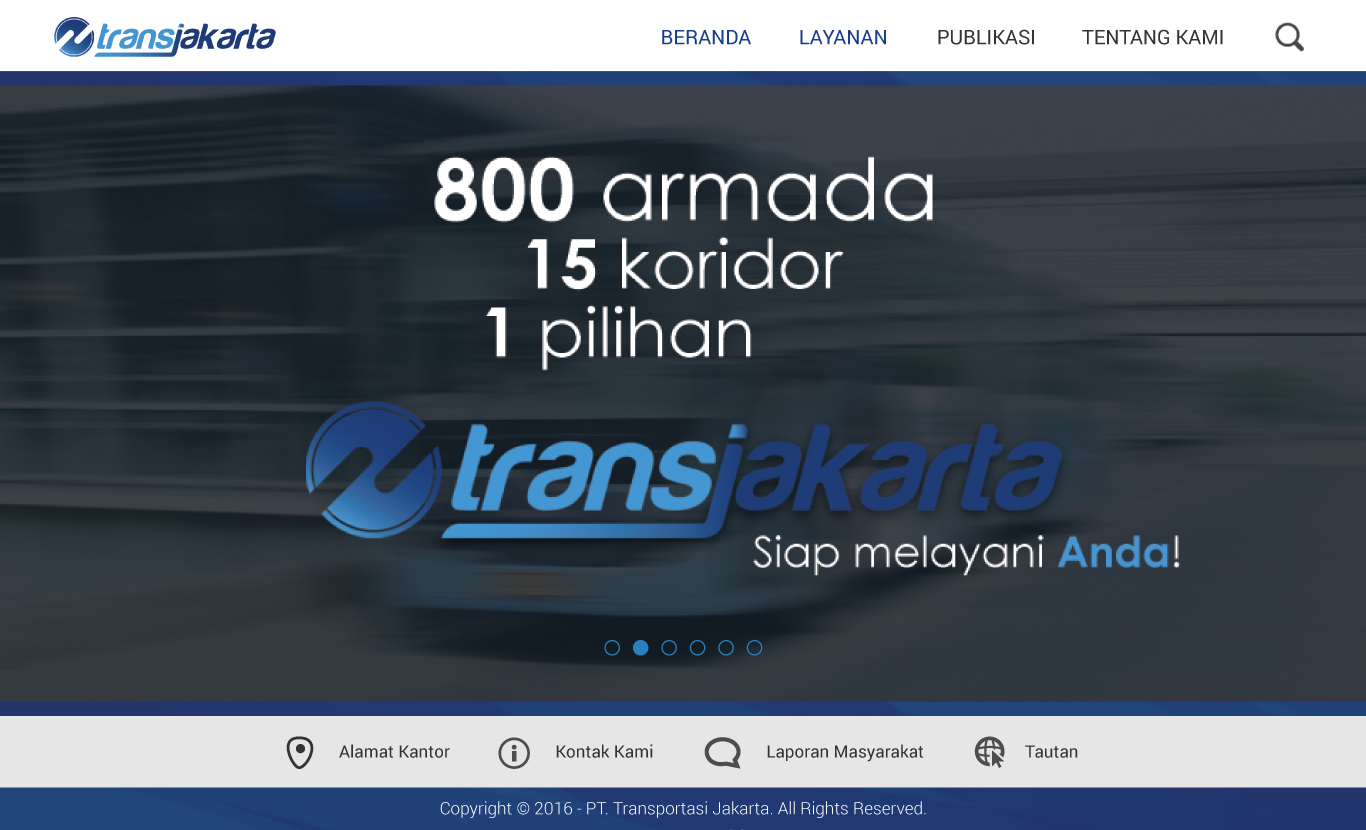 transjakarta
BERANDA LAYANAN PUBLIKASI TENTANG KAMI
800 armada
15 koridor
1 pilihan
transjakarta
Siap melayani Anda!
Alamat Kantor Kontak Kami Laporan Masyarakat Tautan
Copyright © 2016 - PT. Transportasi Jakarta. All Rights Reserved.